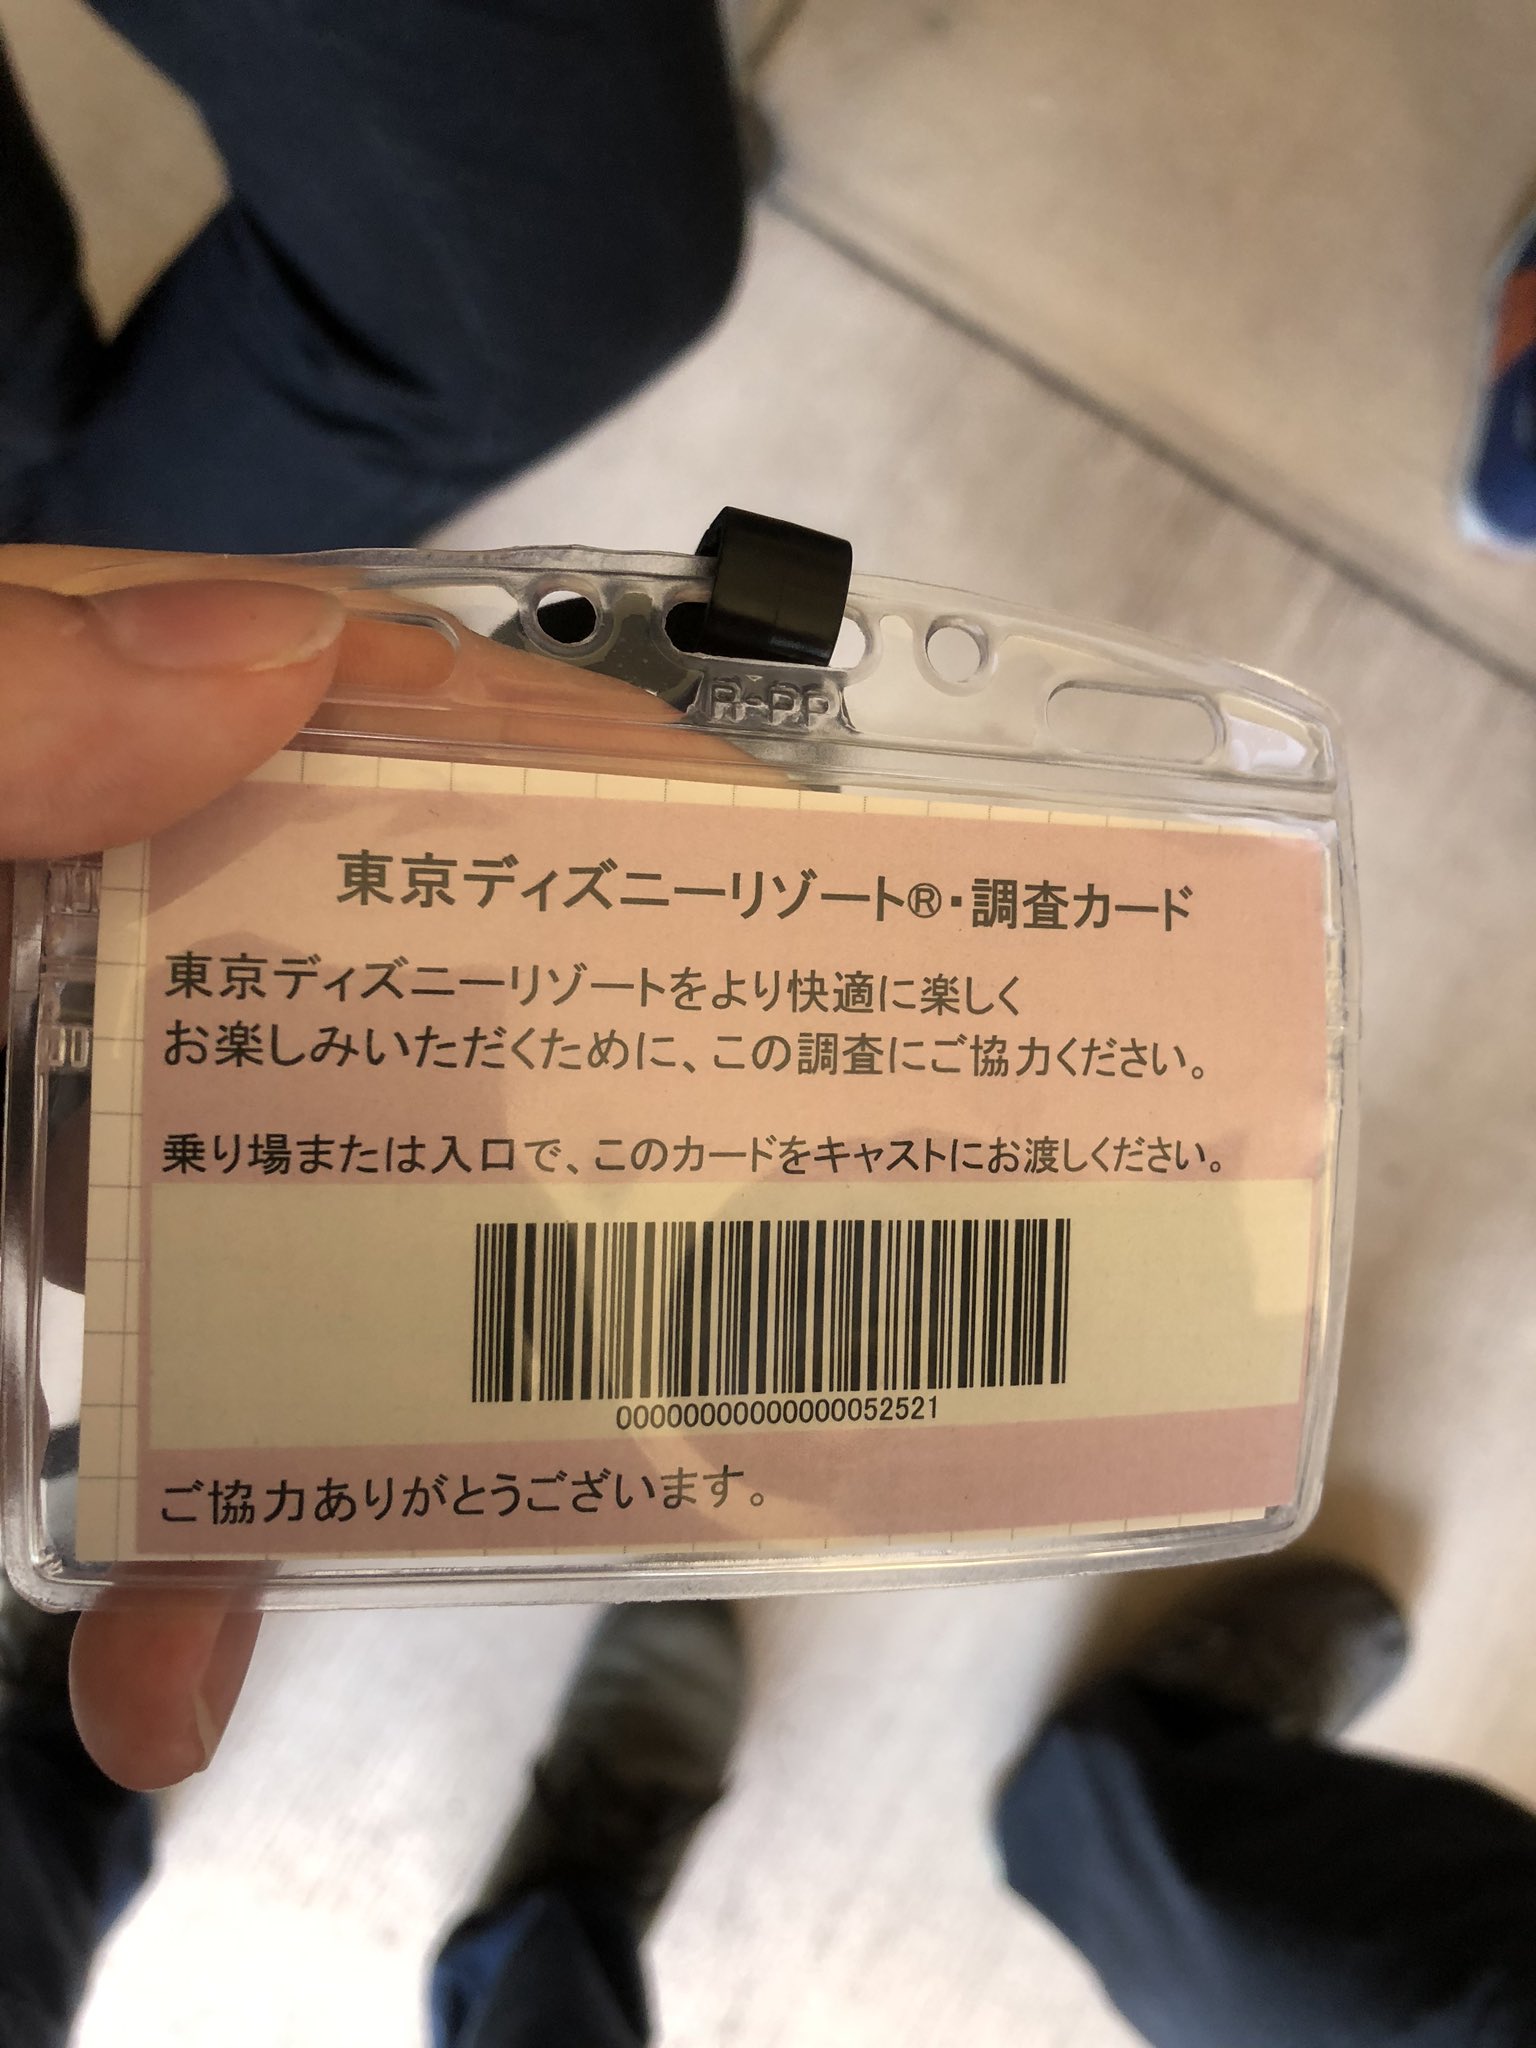 R-PP
東京ディズニーリゾート®・調査カード
東京ディズニーリゾートをより快適に楽しく
お楽しみいただくために、この調査にご協力ください。
乗り場または入口で、このカードをキャストにお渡しください。
00000000000000052521
ご協力ありがとうございます。